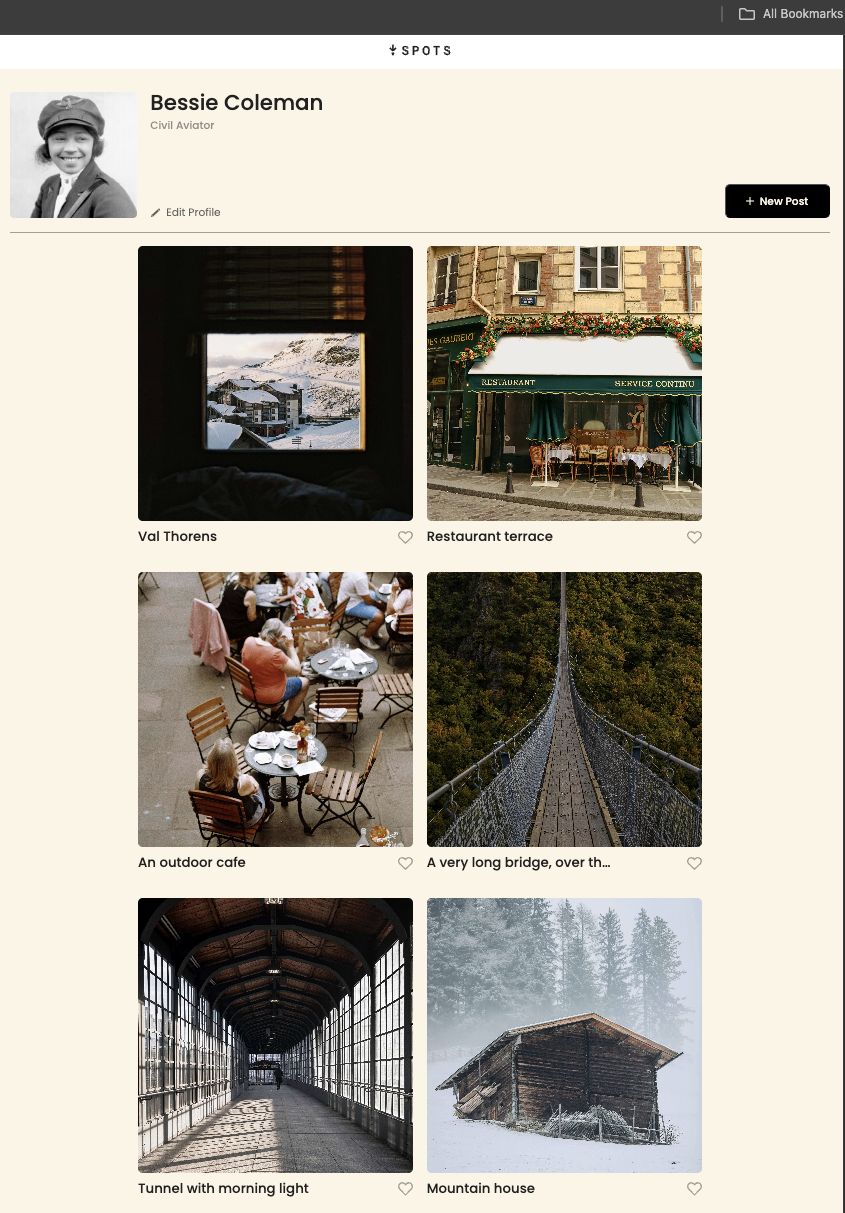 All Bookmarks
SPOTS
Bessie Coleman
Civil Aviator
Edit Profile
+ New Post
RESTAURANT
SERVICE CONTINU
Val Thorens
Restaurant terrace
An outdoor cafe
A very long bridge, over th...
Tunnel with morning light
Mountain house